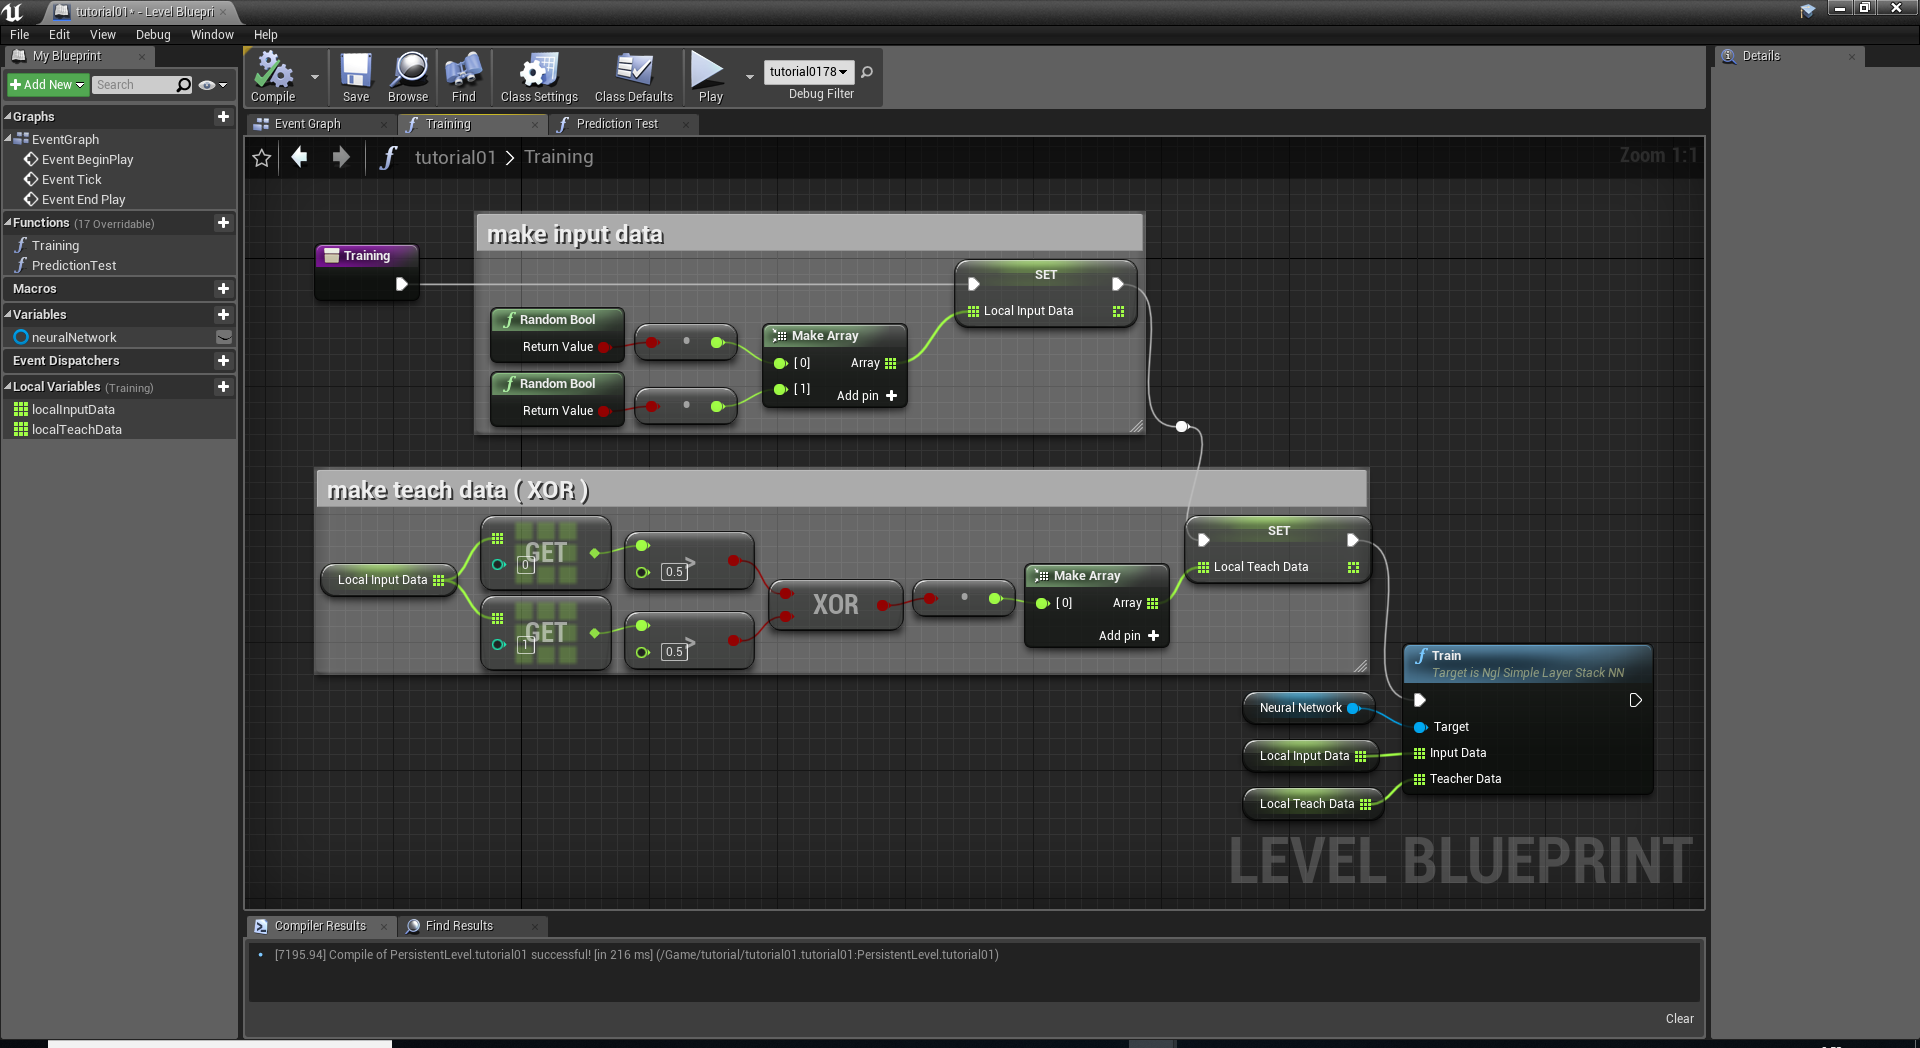 tutorial01* - Level Bluepri
File Edit View Debug Window Help
My Blueprint
Add New Search
Graphs
EventGraph
Event BeginPlay
Event Tick
Event End Play
Functions (17 Overridable)
Training
PredictionTest
Macros
Variables
neuralNetwork
Event Dispatchers
Local Variables (Training)
localInputData
localTeachData
Compile Save Browse Find Class Settings Class Defaults Play
tutorial0178
Debug Filter
Event Graph Training Prediction Test
tutorial01 > Training
Zoom 1:1
make input data
Training
Random Bool
Return Value
Random Bool
Return Value
Make Array
[0] Array
[1]
Add pin
SET
Local Input Data
make teach data ( XOR )
Local Input Data
GET
0
GET
1
>
0.5
>
0.5
XOR
Make Array
[0] Array
Add pin
SET
Local Teach Data
Neural Network
Local Input Data
Local Teach Data
Train
Target is Ngl Simple Layer Stack NN
Target
Input Data
Teacher Data
LEVEL BLUEPRINT
Compiler Results Find Results
[7195.94] Compile of PersistentLevel.tutorial01 successful! [in 216 ms] (/Game/tutorial/tutorial01.tutorial01:PersistentLevel.tutorial01)
Clear
Details